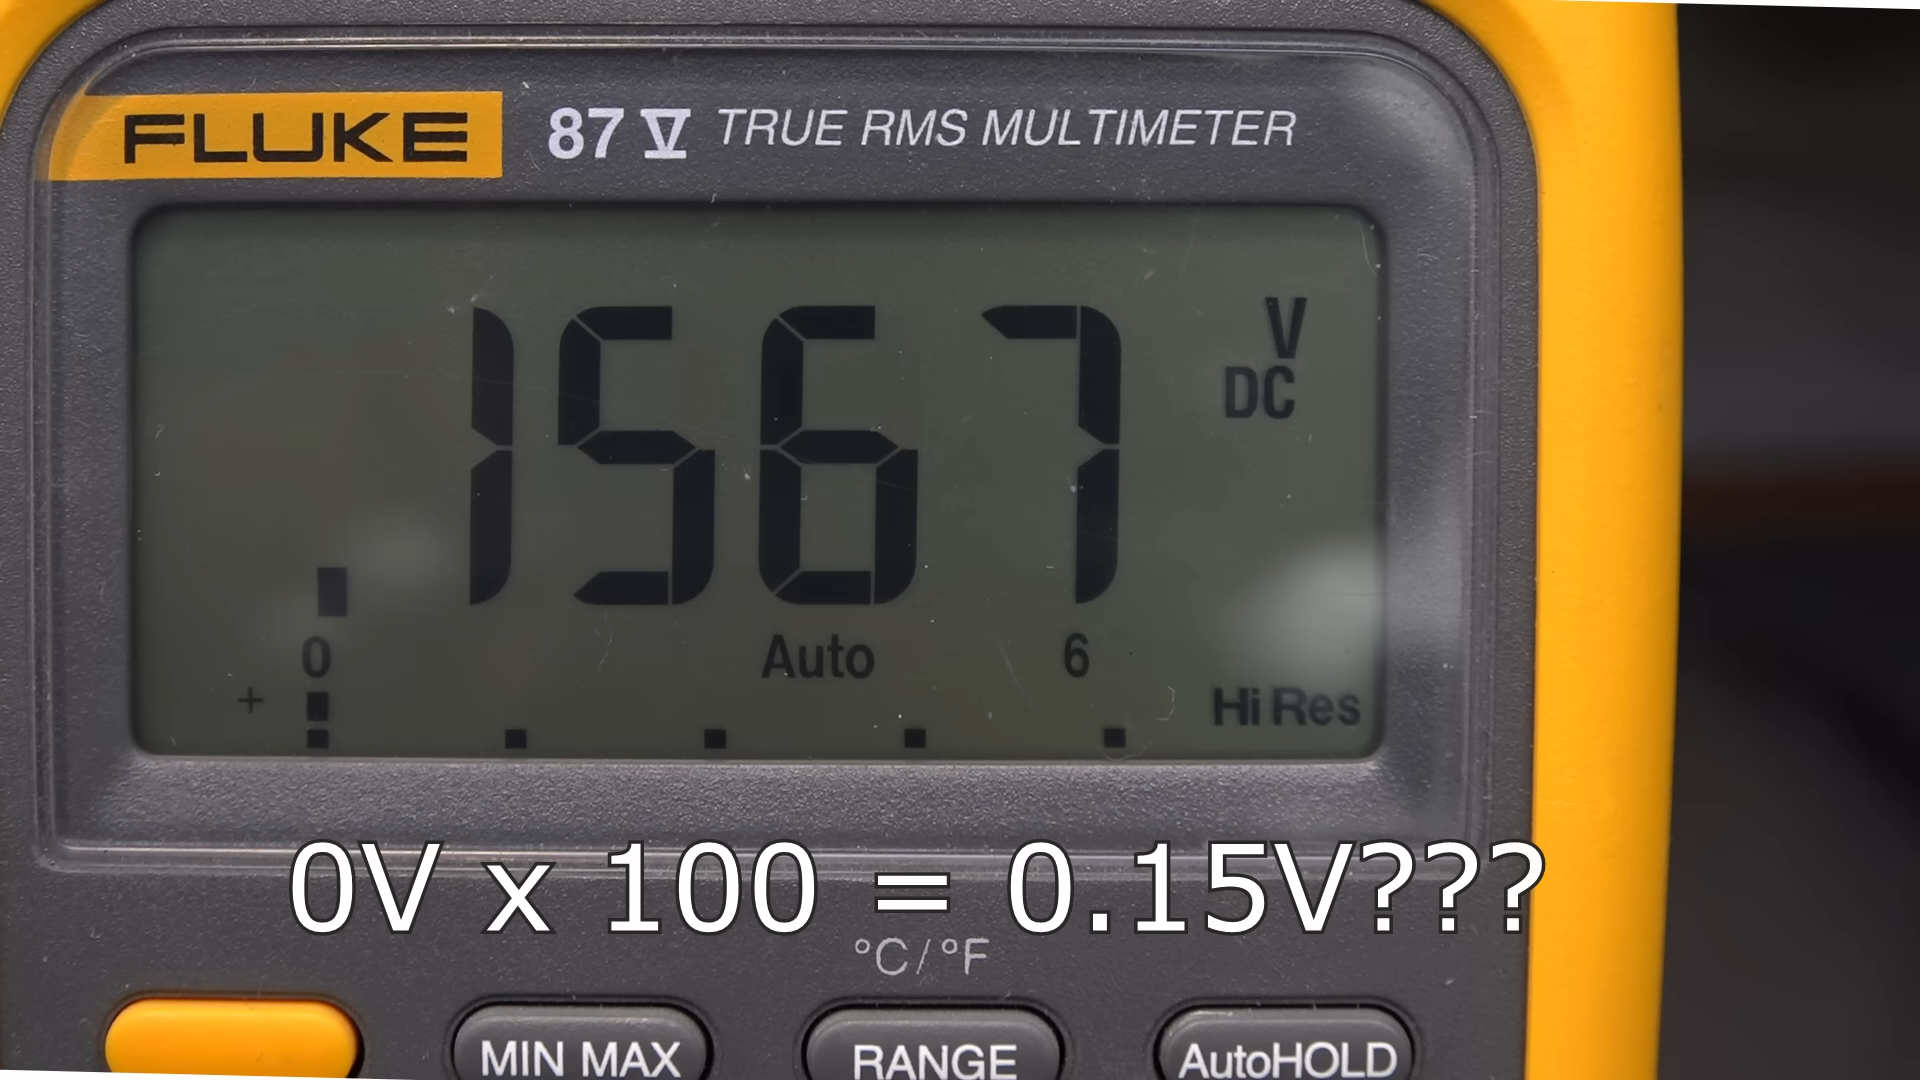 FLUKE 87 V TRUE RMS MULTIMETER
.1567 V
DC
0 Auto 6
+ Hi Res
0V x 100 = 0.15V???
°C/°F
MIN MAX RANGE AutoHOLD